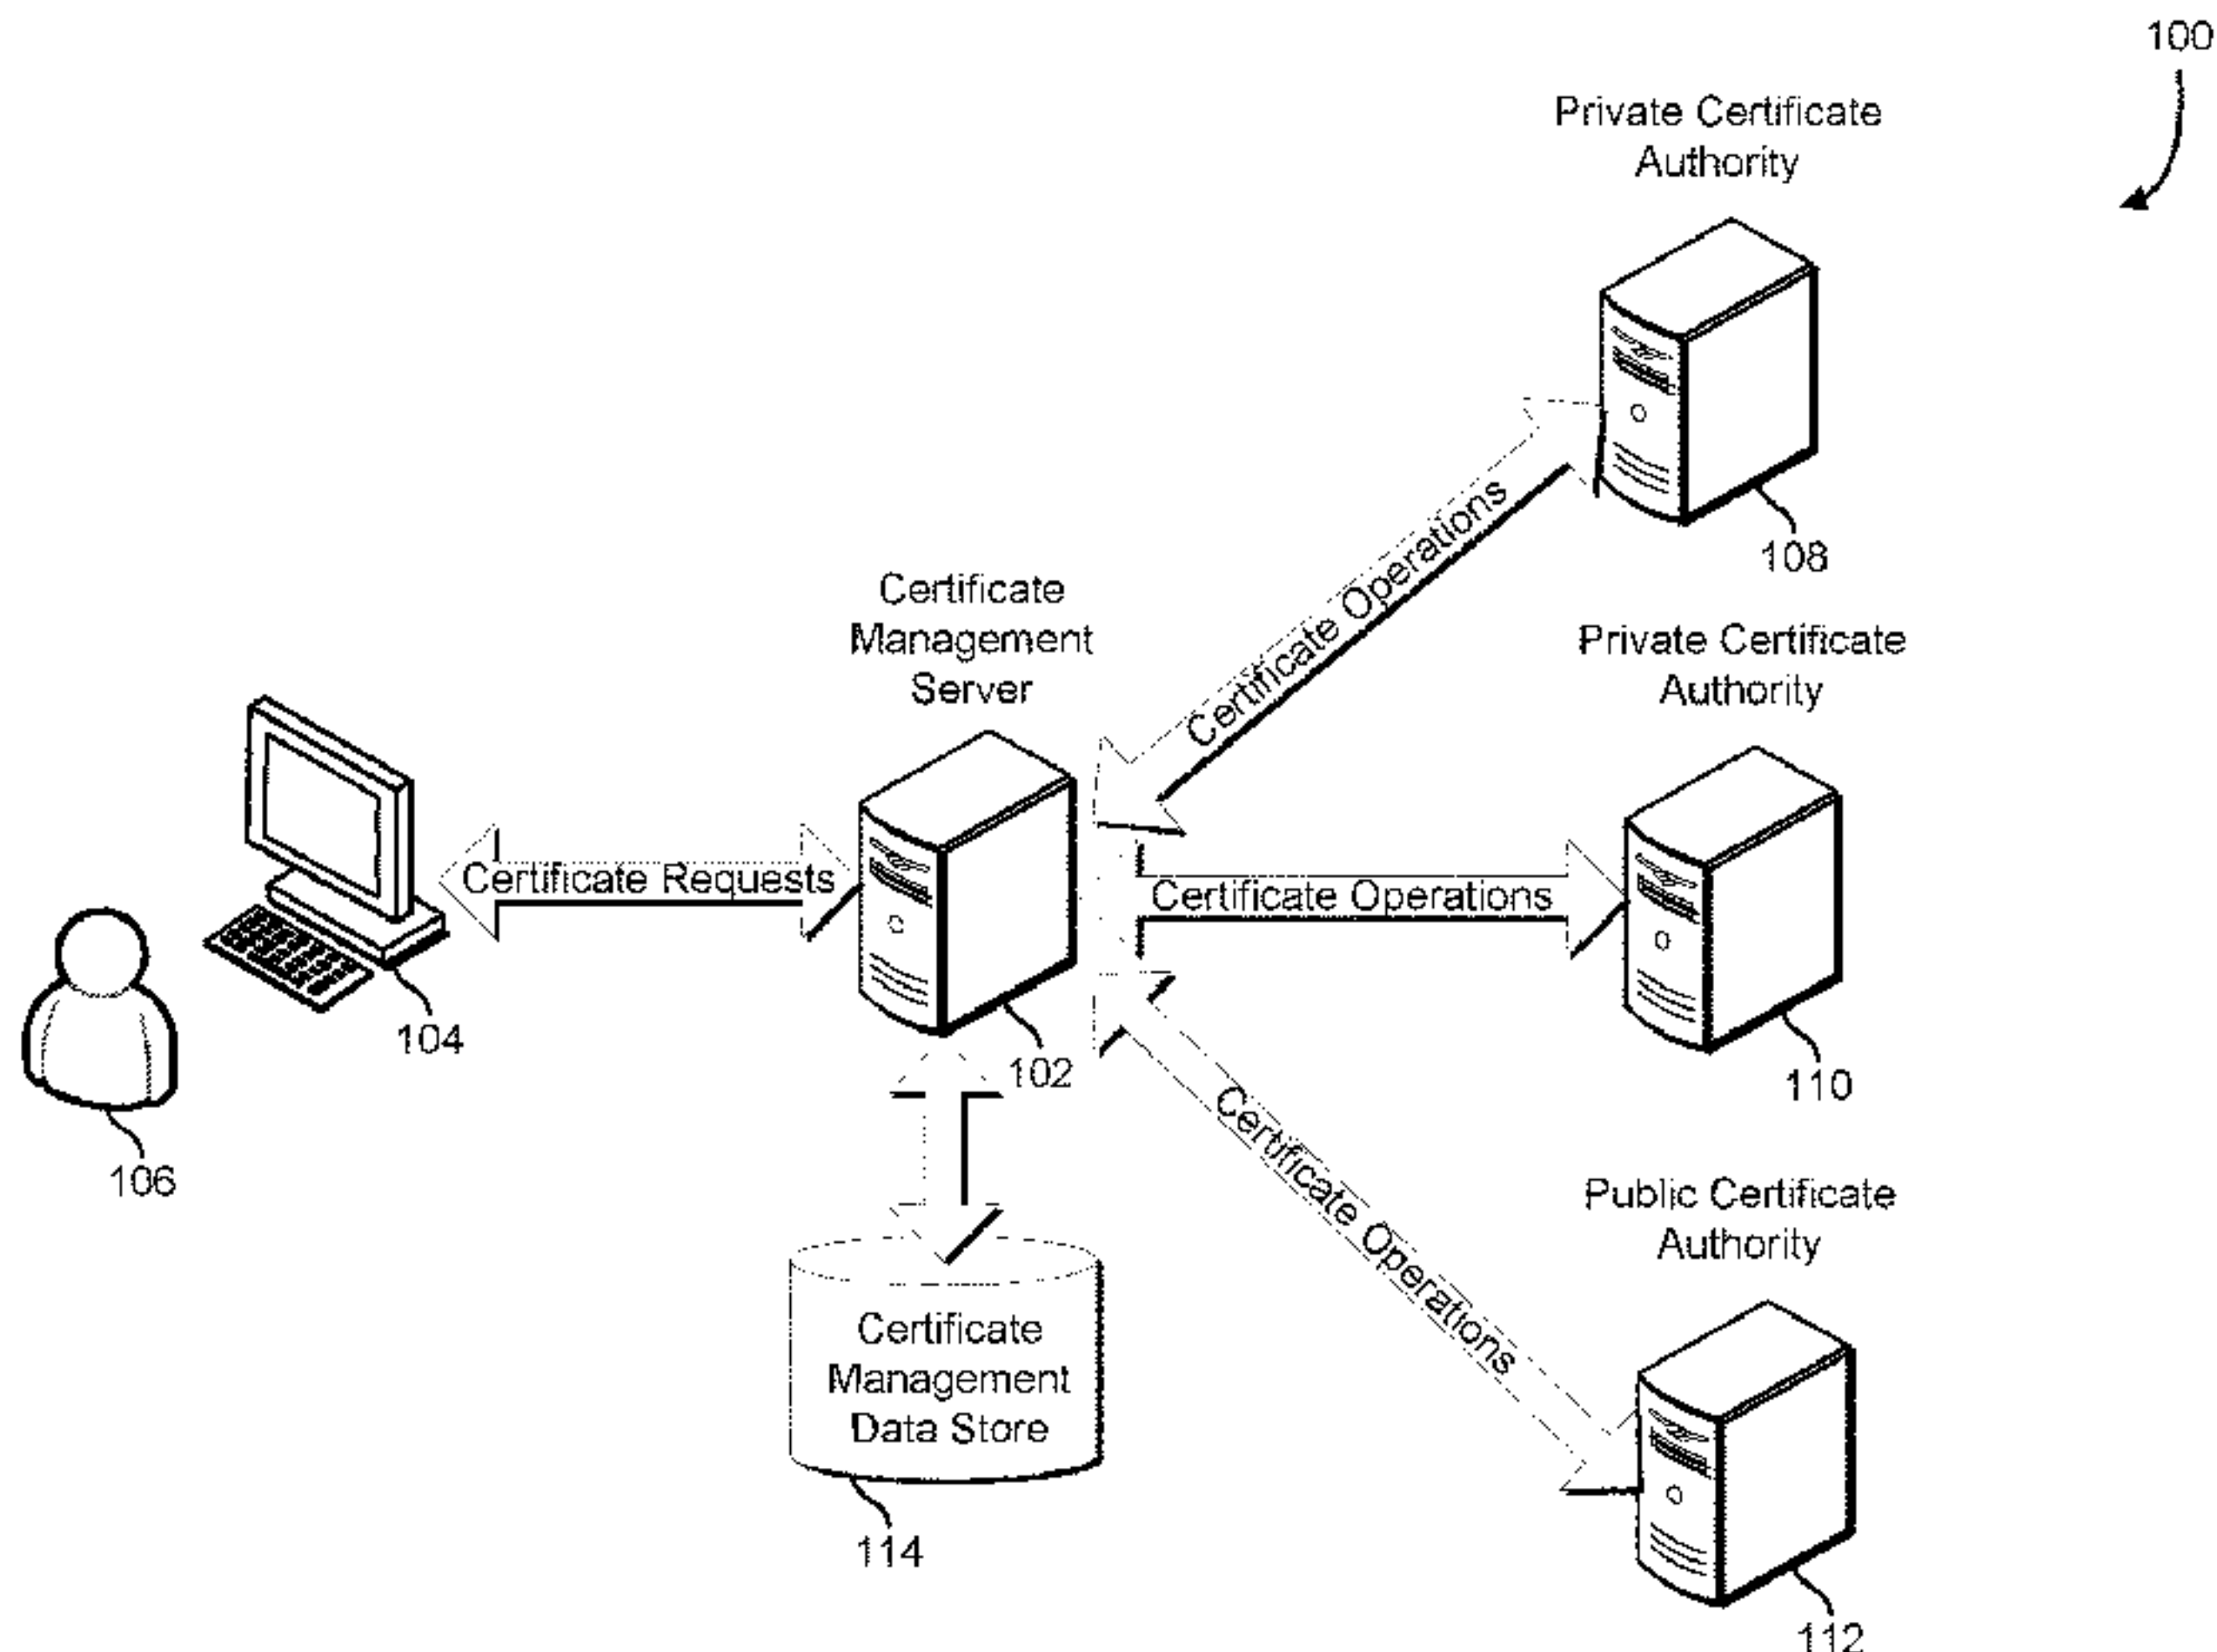 100
Private Certificate
Authority
108
Certificate Operations
Certificate
Management
Server
Private Certificate
Authority
Certificate Requests
Certificate Operations
104
102
110
106
Certificate Operations
Public Certificate
Authority
Certificate
Management
Data Store
114
112